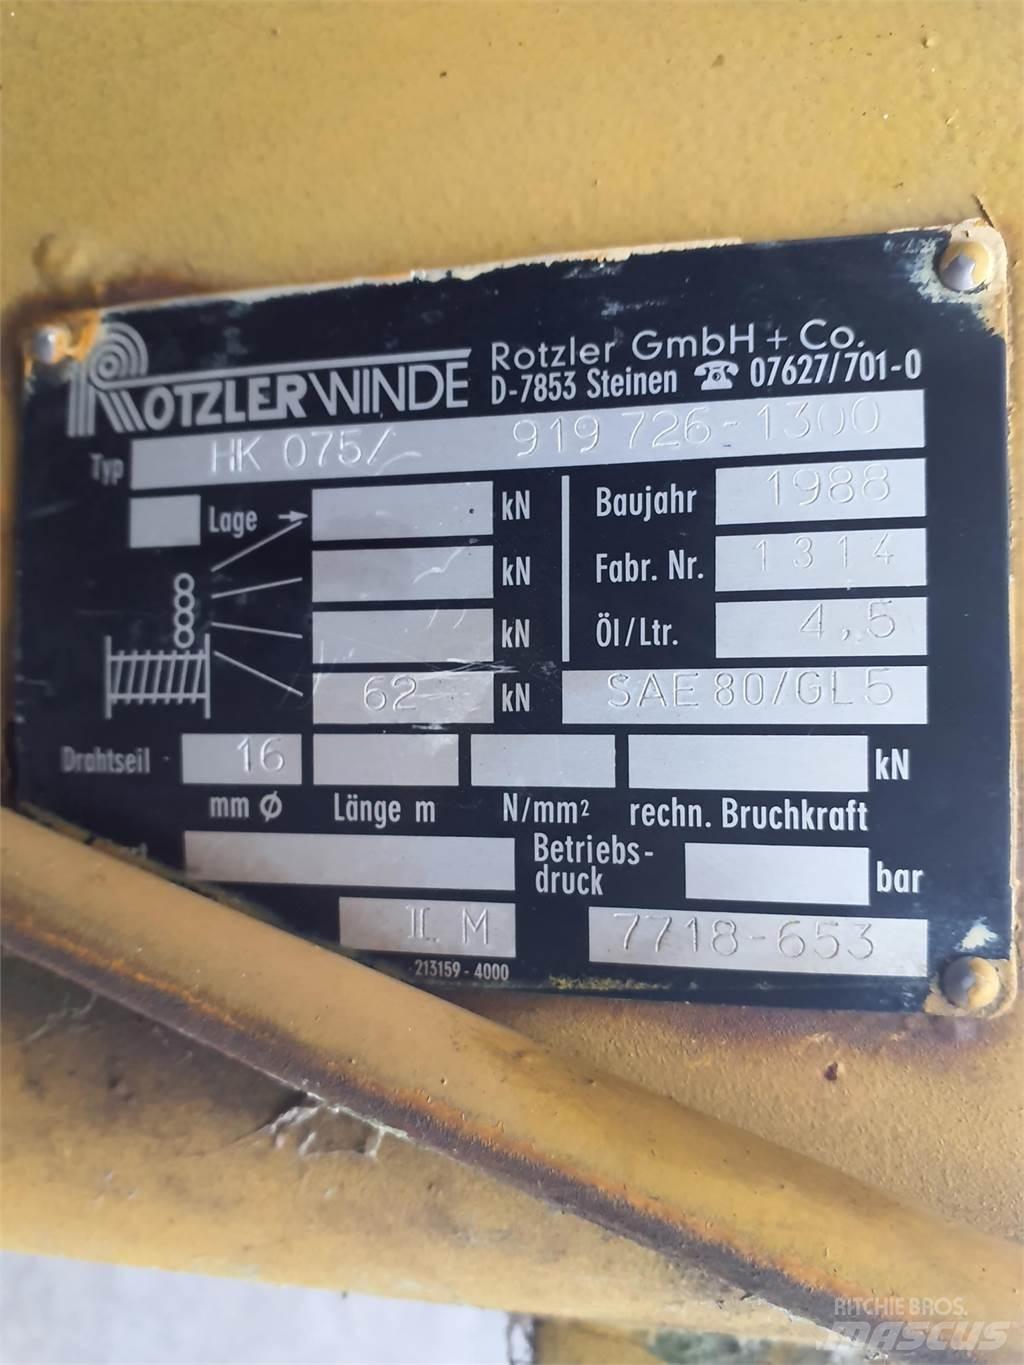 ROTZLER WINDE
Rotzler GmbH + Co.
D-7853 Steinen ☎ 07627/701-0
Typ HK 075/ 919 726-1300
Lage → kN
kN
kN
62 kN
Baujahr 1988
Fabr. Nr. 1314
Öl/Ltr. 4,5
SAE 80/GL5
Drahtseil 16 kN
mm Ø Länge m N/mm² rechn. Bruchkraft
Betriebs-
druck bar
M 7718-653
213159-4000
RITCHIE BROS.
MASCUS